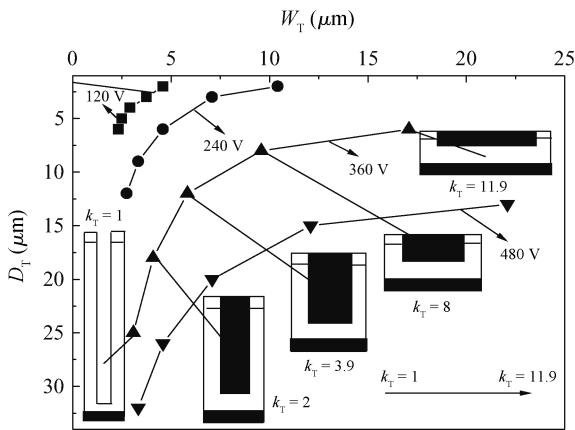 W_T (μm)
0 5 10 15 20 25
D_T (μm)
5
10
15
20
25
30
120 V
240 V
360 V
480 V
k_T = 1
k_T = 2
k_T = 3.9
k_T = 8
k_T = 11.9
k_T = 1 k_T = 11.9